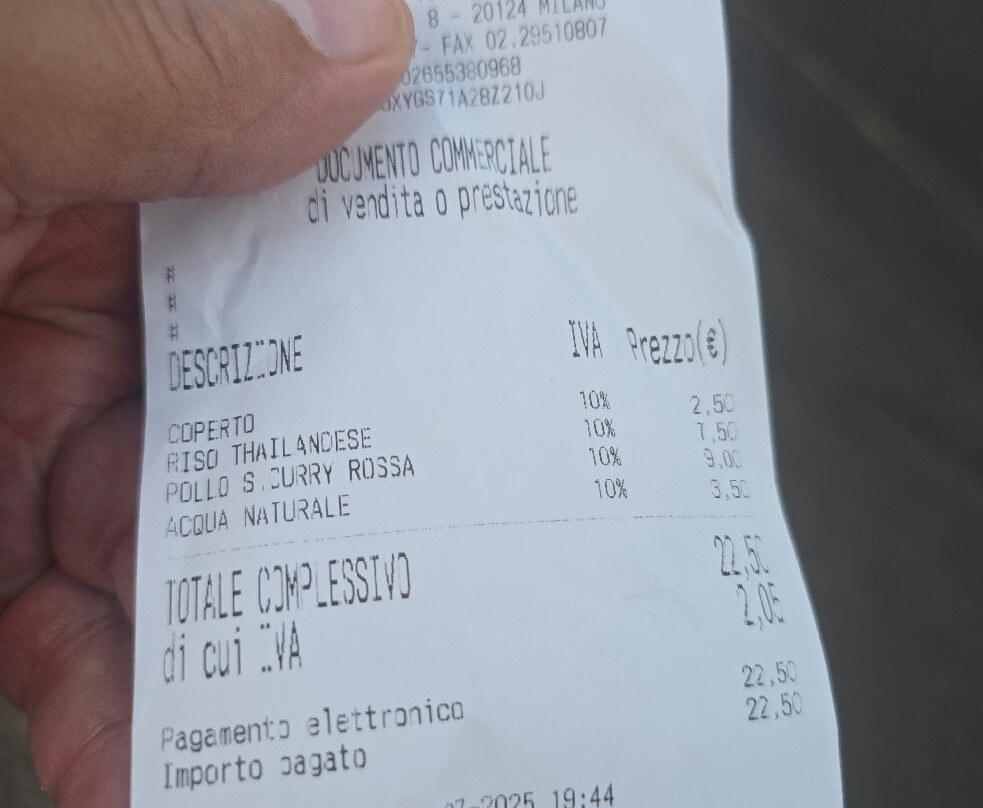 8 - 20124 MILANO
- FAX 02.29510807
02655380968
XYGS71A28Z210J
DOCUMENTO COMMERCIALE
di vendita o prestazione
#
#
#
DESCRIZIONE IVA Prezzo(€)
COPERTO 10% 2,50
RISO THAILANDESE 10% 7,50
POLLO S.CURRY ROSSA 10% 9,00
ACQUA NATURALE 10% 3,50
TOTALE COMPLESSIVO 22,50
di cui IVA 2,05
Pagamento elettronico 22,50
Importo pagato 22,50
07-2025 19:44